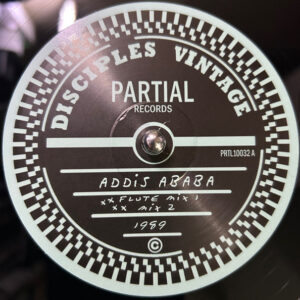 DISCIPLES VINTAGE
PARTIAL
RECORDS
PRTL10032 A
ADDIS ABABA
xx FLUTE Mix 1
xx Mix 2
1989
©